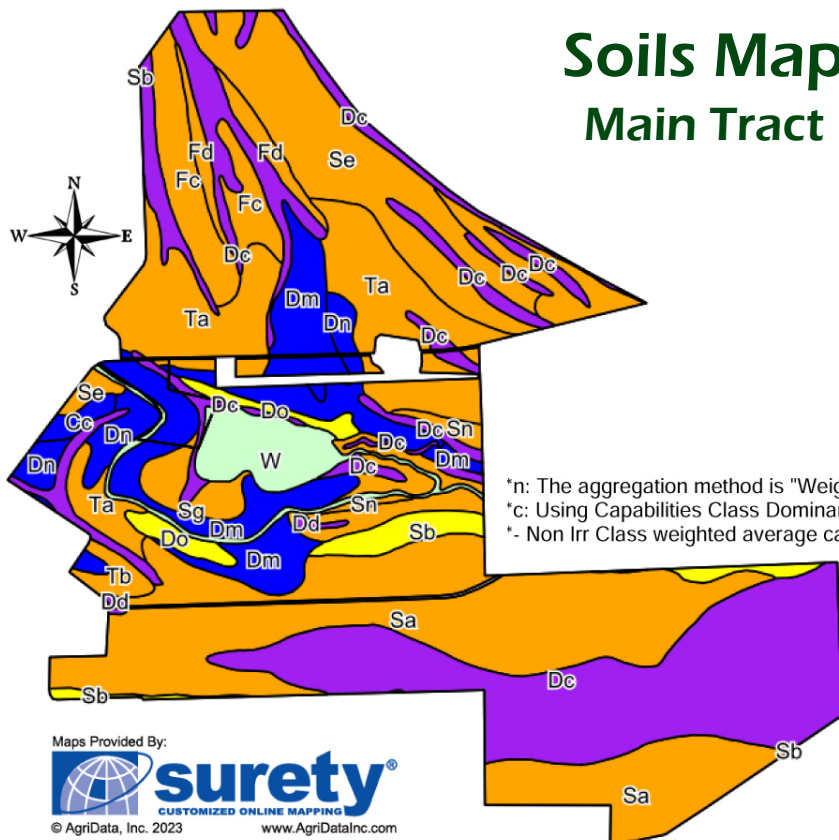 Soils Map
Main Tract
Sb
Dc
Fd
Fd
Se
Fc
Fc
N
W
E
S
Dc
Dc
Dc
Dc
Ta
Dm
Ta
Dn
Dc
Se
Dc
Do
Cc
Dn
Dc
Dc
Sn
Dn
W
Dc
Dm
Ta
Sg
Sn
Dm
Dd
Do
Sb
Dm
Tb
Dd
*n: The aggregation method is "Weig
*c: Using Capabilities Class Dominan
*- Non Irr Class weighted average ca
Sa
Dc
Sb
Sb
Sa
Maps Provided By:
surety®
CUSTOMIZED ONLINE MAPPING
© AgriData, Inc. 2023 www.AgriDataInc.com